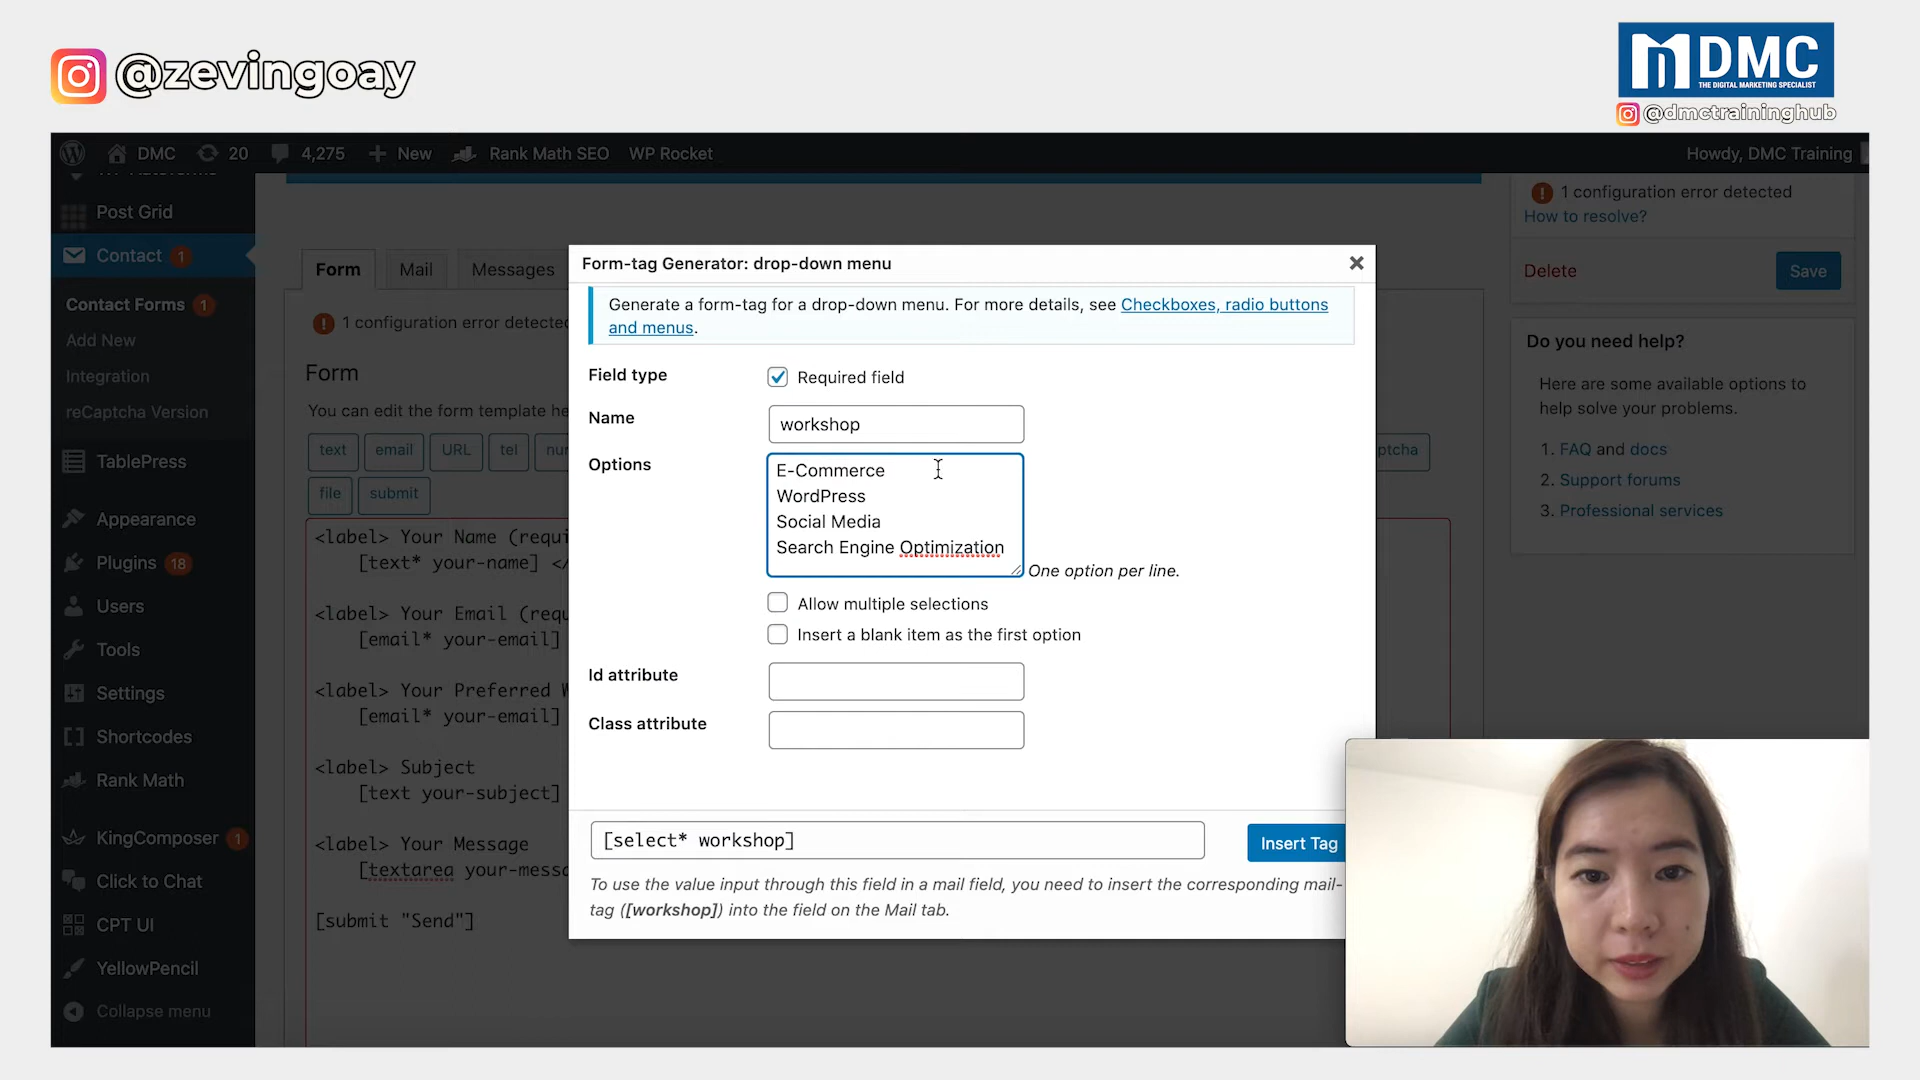 @zevingoay
DMC
THE DIGITAL MARKETING SPECIALIST
@dmctraininghub
DMC 20 4,275 New Rank Math SEO WP Rocket Howdy, DMC Training
Post Grid
Contact 1
Contact Forms 1
Add New
Integration
reCaptcha Version
TablePress
Appearance
Plugins 18
Users
Tools
Settings
Shortcodes
Rank Math
KingComposer 1
Click to Chat
CPT UI
YellowPencil
Collapse menu
Form Mail Messages
1 configuration error detected
Form
You can edit the form template he
text email URL tel
file submit
<label> Your Name (requi
[text* your-name] </
<label> Your Email (requ
[email* your-email]
<label> Your Preferred W
[email* your-email]
<label> Subject
[text your-subject]
<label> Your Message
[textarea your-messa
[submit "Send"]
Form-tag Generator: drop-down menu
Generate a form-tag for a drop-down menu. For more details, see Checkboxes, radio buttons
and menus.
Field type Required field
Name workshop
Options E-Commerce
WordPress
Social Media
Search Engine Optimization
One option per line.
Allow multiple selections
Insert a blank item as the first option
Id attribute
Class attribute
[select* workshop] Insert Tag
To use the value input through this field in a mail field, you need to insert the corresponding mail-
tag ([workshop]) into the field on the Mail tab.
1 configuration error detected
How to resolve?
Delete Save
Do you need help?
Here are some available options to
help solve your problems.
1. FAQ and docs
2. Support forums
3. Professional services